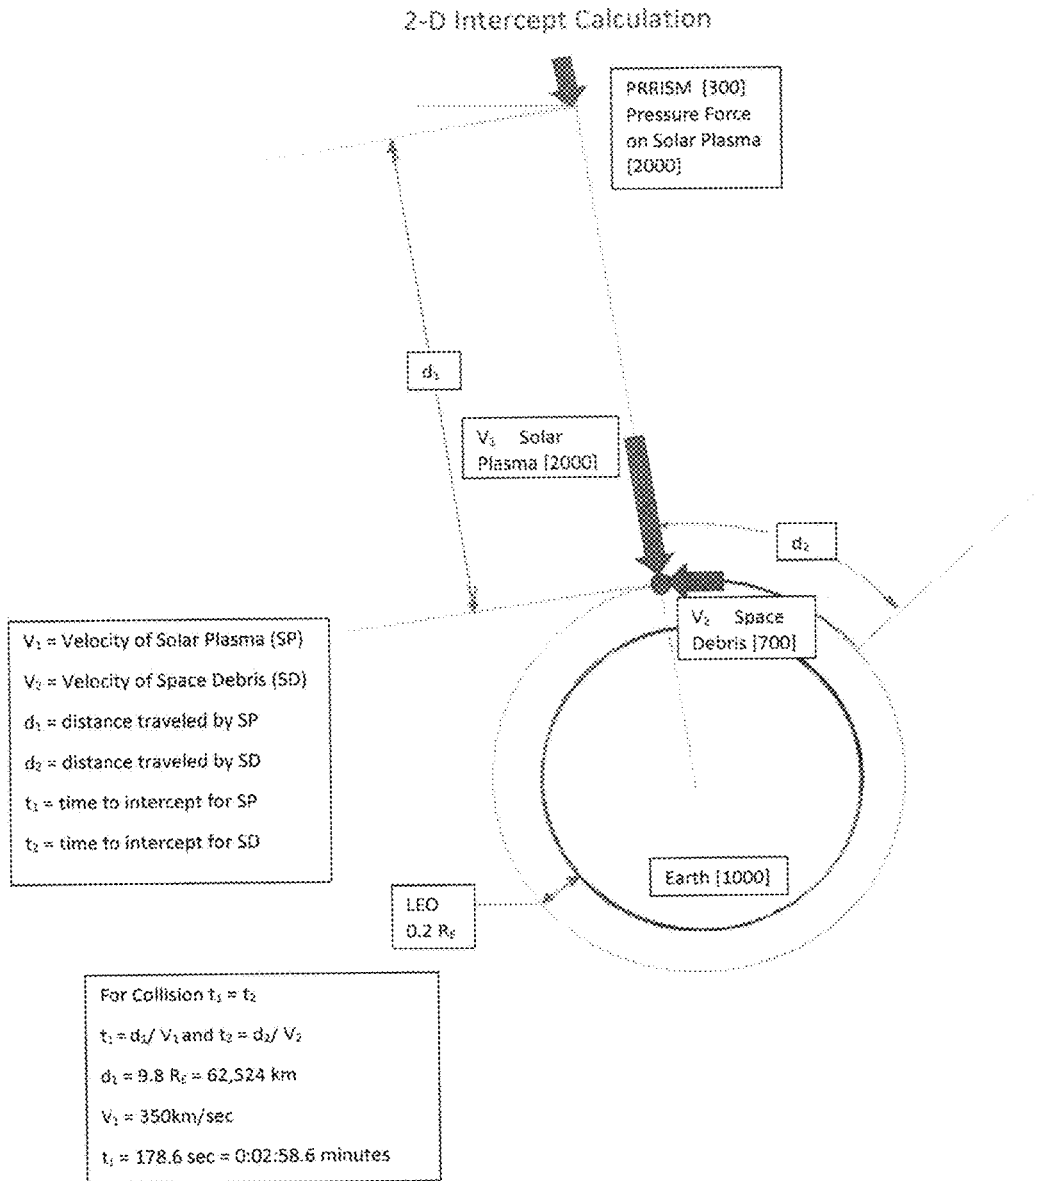 2-D Intercept Calculation
PRRISM [300]
Pressure Force
on Solar Plasma
[2000]
d₁
V₁ Solar
Plasma [2000]
d₂
V₂ Space
Debris [700]
V₁ = Velocity of Solar Plasma (SP)
V₂ = Velocity of Space Debris (SD)
d₁ = distance traveled by SP
d₂ = distance traveled by SD
t₁ = time to intercept for SP
t₂ = time to intercept for SD
Earth [1000]
LEO
0.2 R_E
For Collision t₁ = t₂
t₁ = d₁/ V₁ and t₂ = d₂/ V₂
d₁ = 9.8 R_E = 62,524 km
V₁ = 350km/sec
t₁ = 178.6 sec = 0:02:58.6 minutes